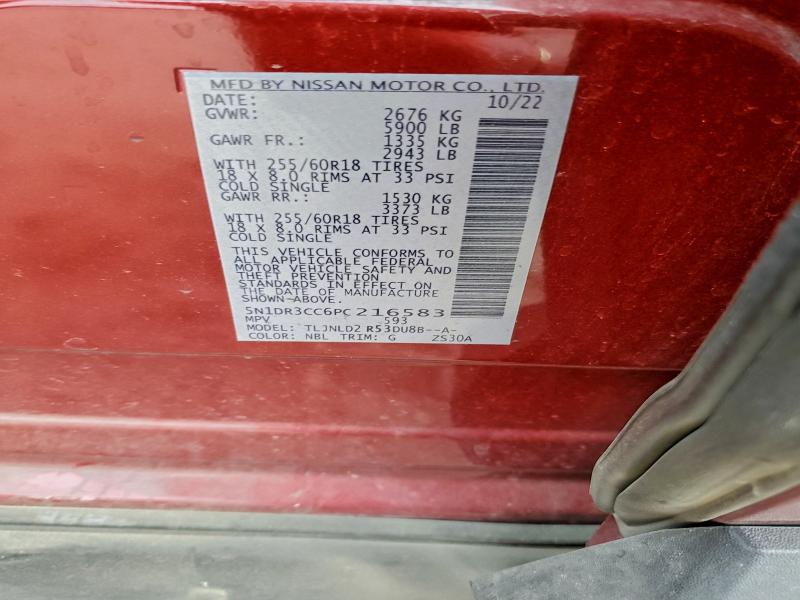 MFD BY NISSAN MOTOR CO., LTD.
DATE: 10/22
GVWR: 2676 KG
5900 LB
GAWR FR.: 1335 KG
2943 LB
WITH 255/60R18 TIRES
18 X 8.0 RIMS AT 33 PSI
COLD SINGLE
GAWR RR.: 1530 KG
3373 LB
WITH 255/60R18 TIRES
18 X 8.0 RIMS AT 33 PSI
COLD SINGLE
THIS VEHICLE CONFORMS TO
ALL APPLICABLE FEDERAL
MOTOR VEHICLE SAFETY AND
THEFT PREVENTION
STANDARDS IN EFFECT ON
THE DATE OF MANUFACTURE
SHOWN ABOVE.
5N1DR3CC6PC216583
MPV 593
MODEL: TLJNLD2 R53DU8B--A-
COLOR: NBL TRIM: G ZS30A